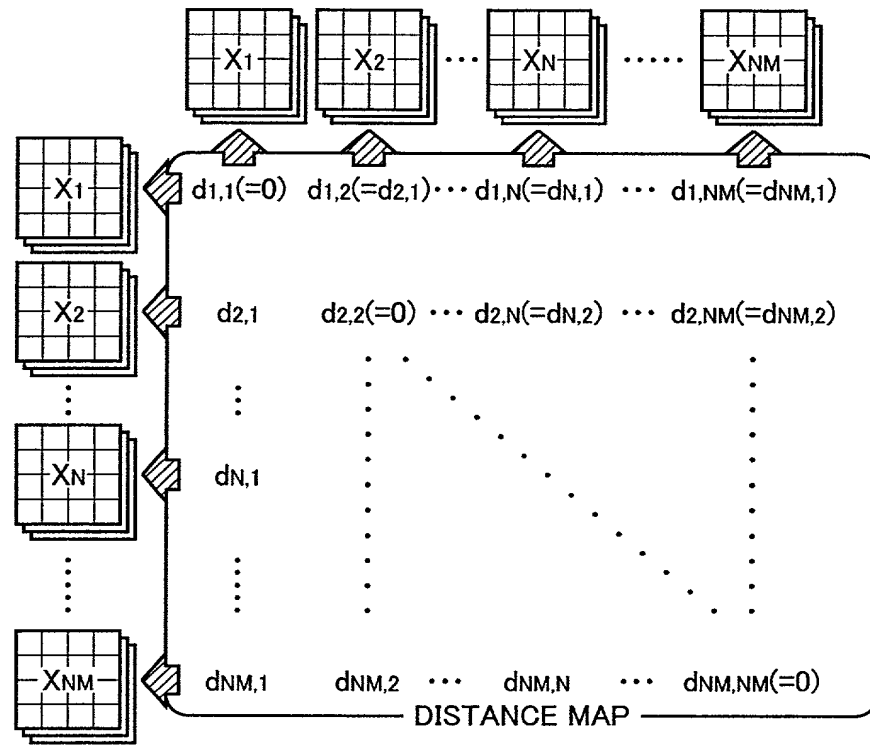 X1 X2 ··· XN ····· XNM
X1 d1,1(=0) d1,2(=d2,1) ··· d1,N(=dN,1) ··· d1,NM(=dNM,1)
X2 d2,1 d2,2(=0) ··· d2,N(=dN,2) ··· d2,NM(=dNM,2)
XN dN,1
XNM dNM,1 dNM,2 ··· dNM,N ··· dNM,NM(=0)
DISTANCE MAP